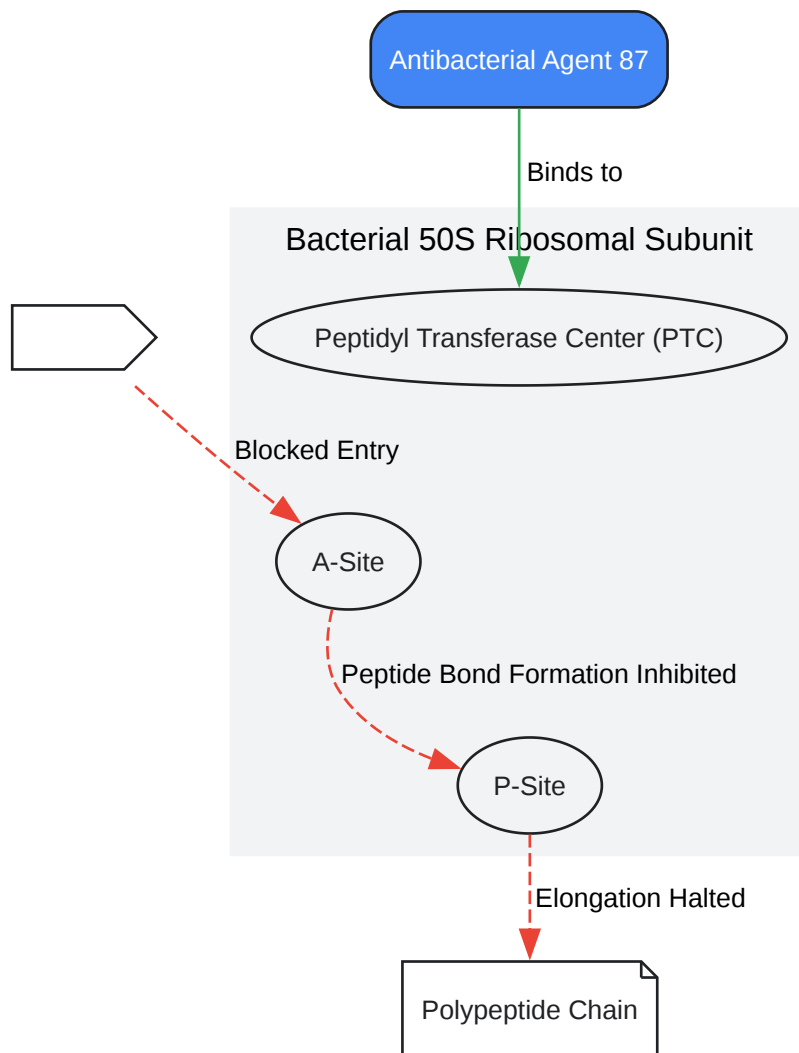 Antibacterial Agent 87
Binds to
Bacterial 50S Ribosomal Subunit
Peptidyl Transferase Center (PTC)
Blocked Entry
A-Site
Peptide Bond Formation Inhibited
P-Site
Elongation Halted
Polypeptide Chain